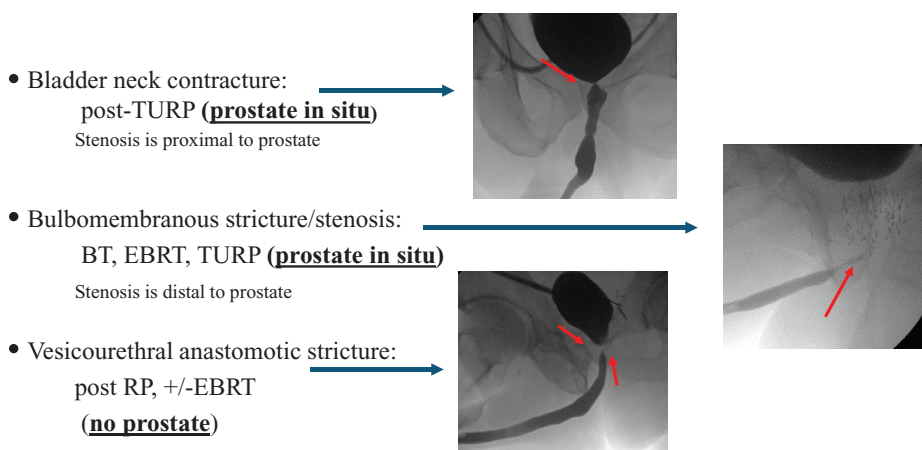 • Bladder neck contracture:
post-TURP (prostate in situ)
Stenosis is proximal to prostate
• Bulbomembranous stricture/stenosis:
BT, EBRT, TURP (prostate in situ)
Stenosis is distal to prostate
• Vesicourethral anastomotic stricture:
post RP, +/-EBRT
(no prostate)